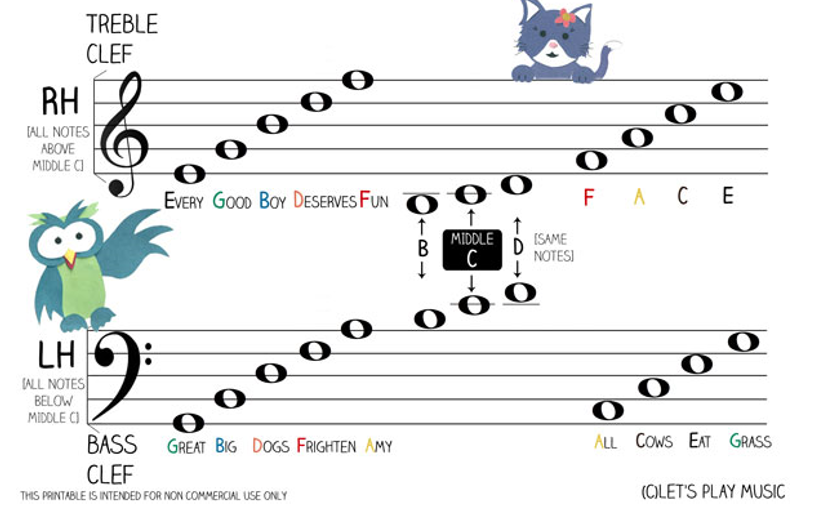 TREBLE
CLEF
RH
[ALL NOTES
ABOVE
MIDDLE C]
EVERY GOOD BOY DESERVES FUN
F A C E
B
MIDDLE
C
D
[SAME
NOTES]
LH
[ALL NOTES
BELOW
MIDDLE C]
BASS
CLEF
GREAT BIG DOGS FRIGHTEN AMY
ALL COWS EAT GRASS
THIS PRINTABLE IS INTENDED FOR NON COMMERCIAL USE ONLY
(C)LET'S PLAY MUSIC